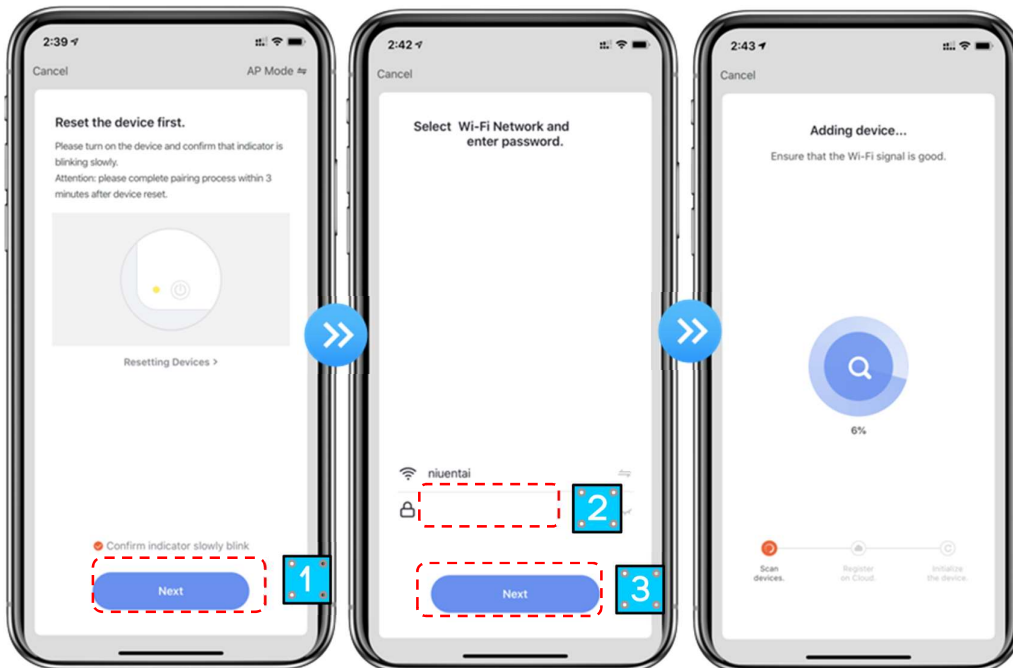 2:39
Cancel
AP Mode
Reset the device first.
Please turn on the device and confirm that indicator is
blinking slowly.
Attention: please complete pairing process within 3
minutes after device reset.
Resetting Devices >
Confirm indicator slowly blink
Next
1
2:42
Cancel
Select Wi-Fi Network and
enter password.
niuentai
2
Next
3
2:43
Cancel
Adding device...
Ensure that the Wi-Fi signal is good.
6%
Scan
devices.
Register
on Cloud.
Initialize
the device.